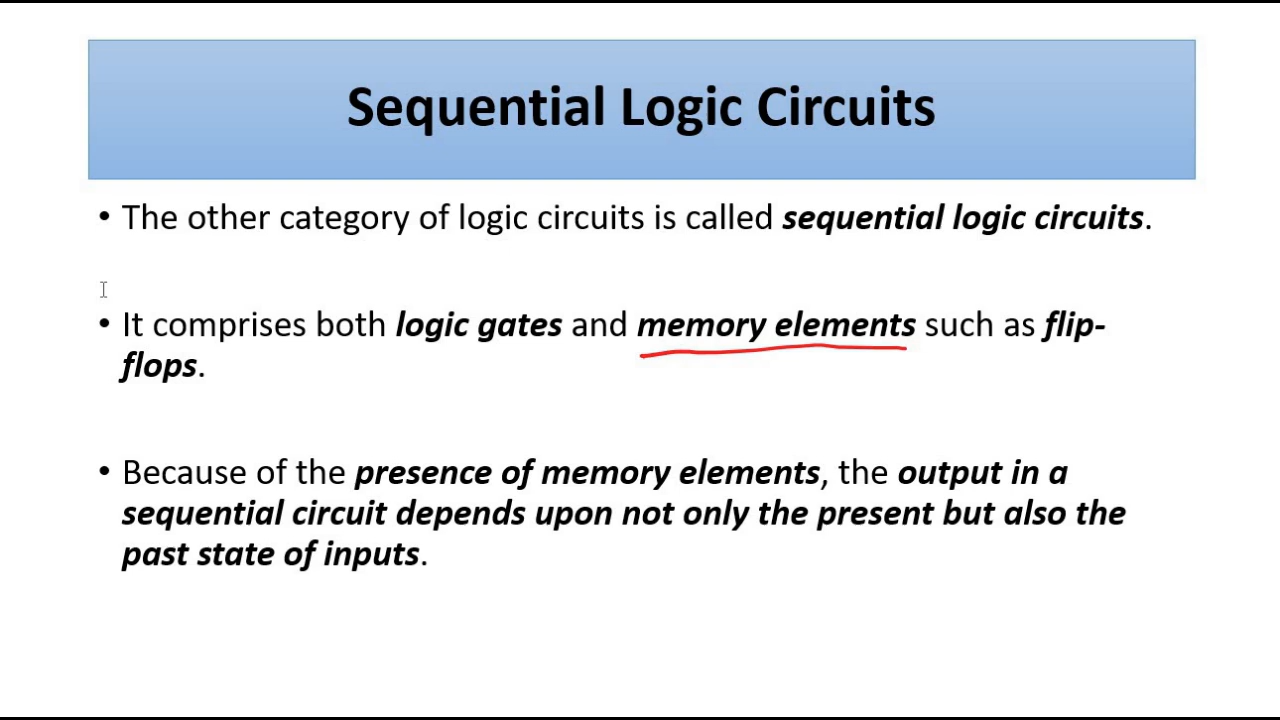 Sequential Logic Circuits
• The other category of logic circuits is called sequential logic circuits.
• It comprises both logic gates and memory elements such as flip-
flops.
• Because of the presence of memory elements, the output in a
sequential circuit depends upon not only the present but also the
past state of inputs.